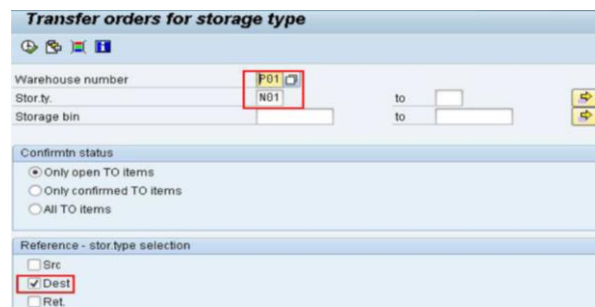 Transfer orders for storage type
Warehouse number P01
Stor.ty. N01 to
Storage bin to
Confirmtn status
Only open TO items
Only confirmed TO items
All TO items
Reference - stor.type selection
Src
Dest
Ret.